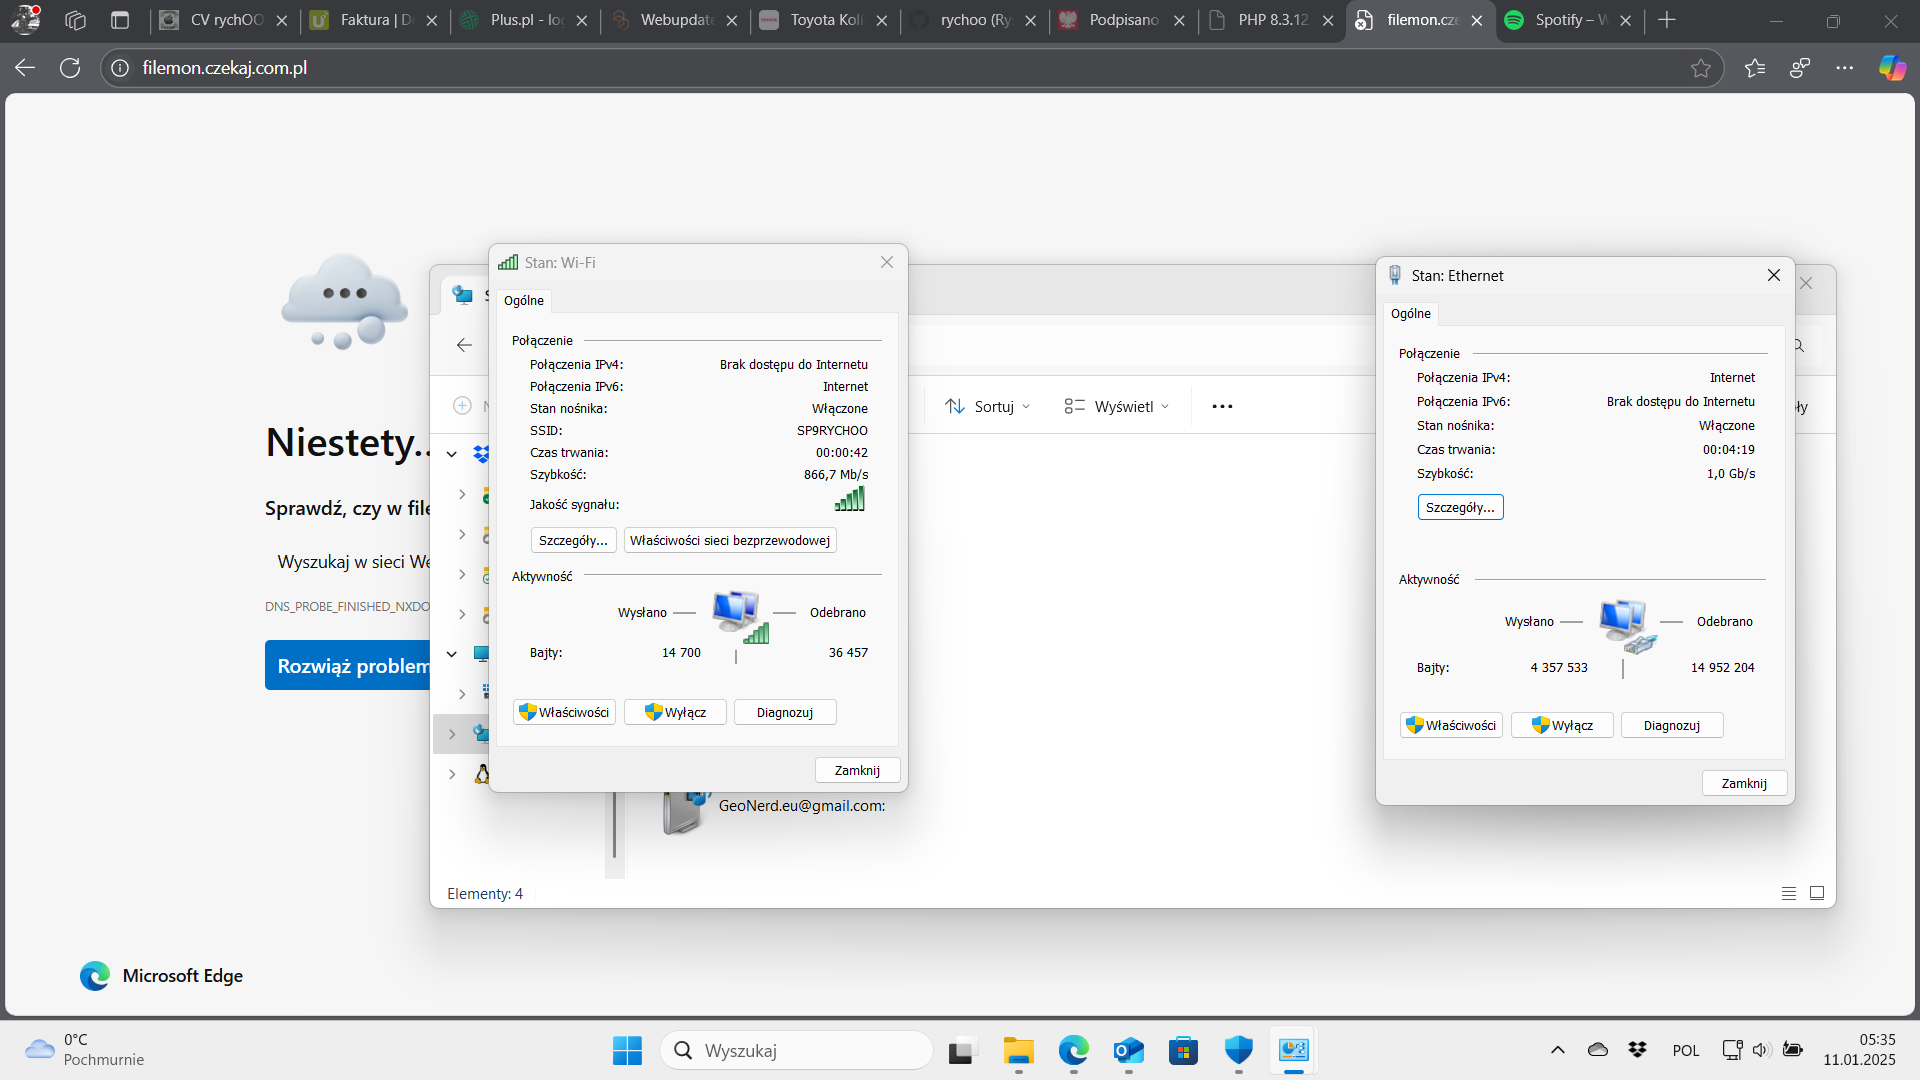 CV rychOO
Faktura | De
Plus.pl - log
Webupdate
Toyota Kolí
rychoo (Ry
Podpisano
PHP 8.3.12
filemon.cze
Spotify – W
filemon.czekaj.com.pl
Niestety..
Sprawdź, czy w file
Wyszukaj w sieci We
DNS_PROBE_FINISHED_NXDO
Rozwiąż problem
Microsoft Edge
Stan: Wi-Fi
Ogólne
Połączenie
Połączenia IPv4: Brak dostępu do Internetu
Połączenia IPv6: Internet
Stan nośnika: Włączone
SSID: SP9RYCHOO
Czas trwania: 00:00:42
Szybkość: 866,7 Mb/s
Jakość sygnału:
Szczegóły... Właściwości sieci bezprzewodowej
Aktywność
Wysłano Odebrano
Bajty: 14 700 36 457
Właściwości Wyłącz Diagnozuj
Zamknij
Sortuj
Wyświetl
GeoNerd.eu@gmail.com:
Elementy: 4
Stan: Ethernet
Ogólne
Połączenie
Połączenia IPv4: Internet
Połączenia IPv6: Brak dostępu do Internetu
Stan nośnika: Włączone
Czas trwania: 00:04:19
Szybkość: 1,0 Gb/s
Szczegóły...
Aktywność
Wysłano Odebrano
Bajty: 4 357 533 14 952 204
Właściwości Wyłącz Diagnozuj
Zamknij
0°C
Pochmurnie
Wyszukaj
POL
05:35
11.01.2025